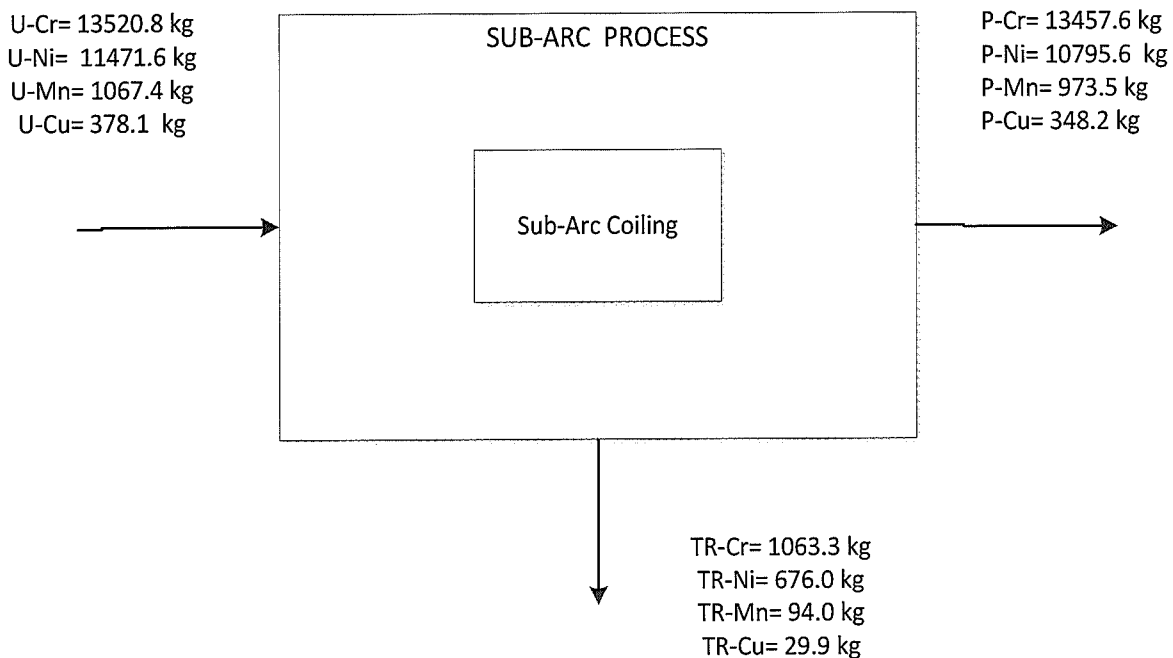 U-Cr= 13520.8 kg
U-Ni= 11471.6 kg
U-Mn= 1067.4 kg
U-Cu= 378.1 kg
SUB-ARC PROCESS
P-Cr= 13457.6 kg
P-Ni= 10795.6 kg
P-Mn= 973.5 kg
P-Cu= 348.2 kg
Sub-Arc Coiling
TR-Cr= 1063.3 kg
TR-Ni= 676.0 kg
TR-Mn= 94.0 kg
TR-Cu= 29.9 kg